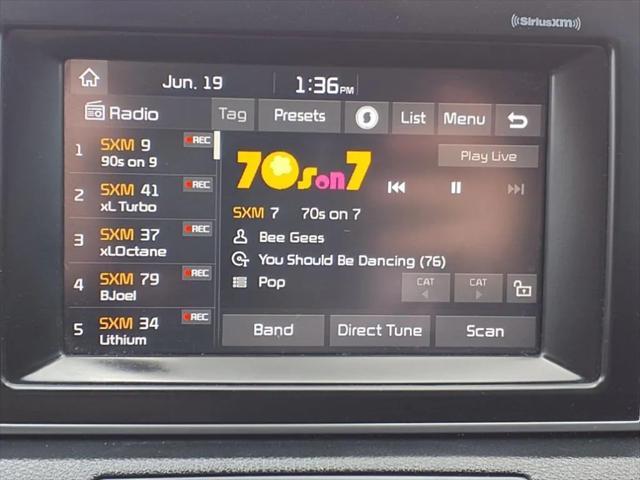 ((SiriusXM))
Jun. 19 1:36PM
Radio Tag Presets List Menu
1 SXM 9 REC
90s on 9
2 SXM 41 REC
xL Turbo
3 SXM 37 REC
xLOctane
4 SXM 79 REC
BJoel
5 SXM 34 REC
Lithium
70s on 7
Play Live
SXM 7 70s on 7
Bee Gees
You Should Be Dancing (76)
Pop
CAT CAT
Band Direct Tune Scan